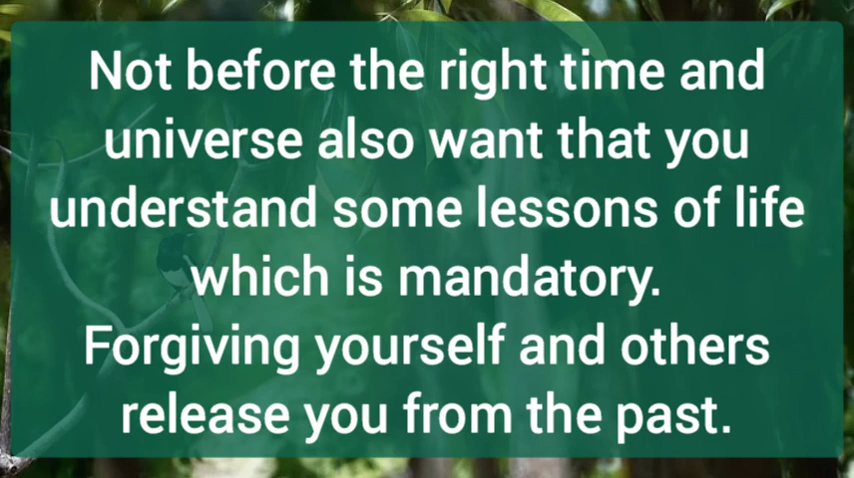 Not before the right time and
universe also want that you
understand some lessons of life
which is mandatory.
Forgiving yourself and others
release you from the past.